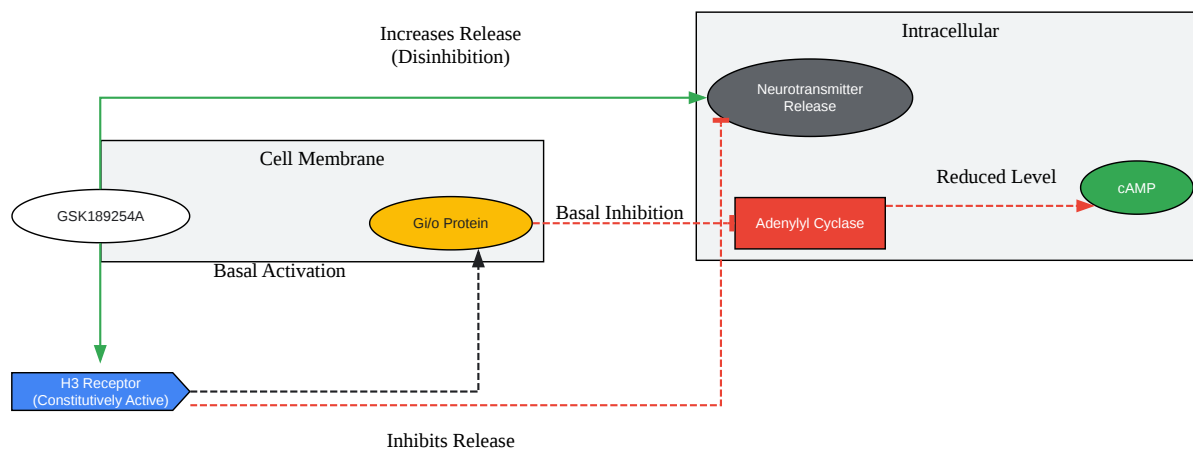 Increases Release
(Disinhibition)
Intracellular
Neurotransmitter
Release
Cell Membrane
Reduced Level
cAMP
GSK189254A
Gi/o Protein
Basal Inhibition
Adenylyl Cyclase
Basal Activation
H3 Receptor
(Constitutively Active)
Inhibits Release